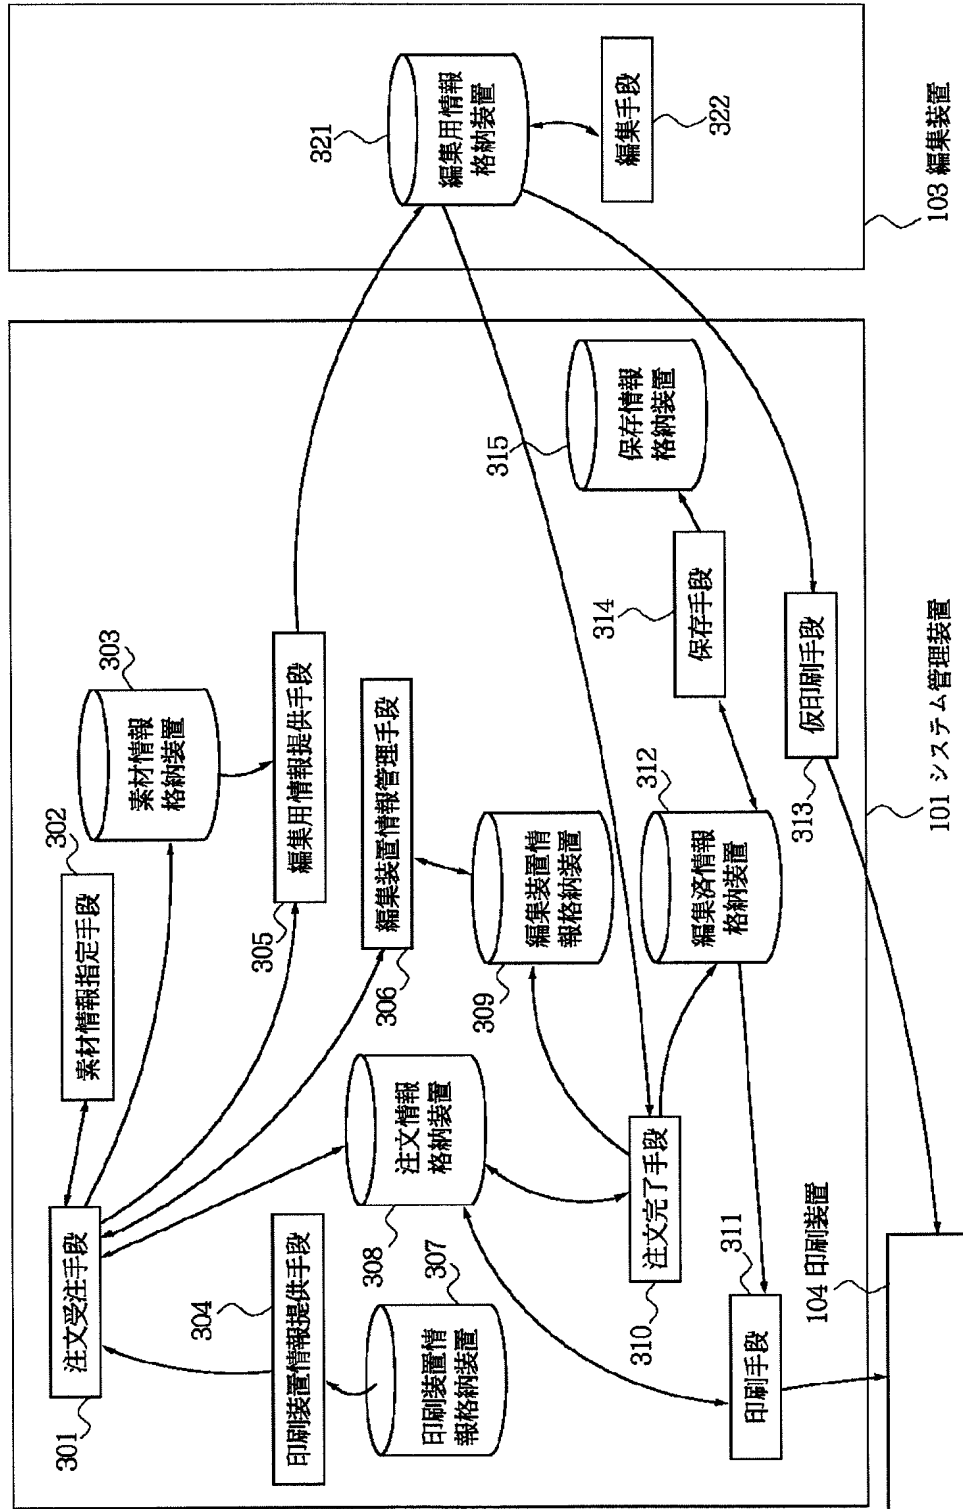 301
注文受注手段
302
素材情報指定手段
303
素材情報
格納装置
304
印刷装置情報提供手段
305
編集用情報提供手段
306
編集装置情報管理手段
307
印刷装置情
報格納装置
308
注文情報
格納装置
309
編集装置情
報格納装置
310
注文完了手段
311
印刷手段
312
編集済情報
格納装置
313
仮印刷手段
314
保存手段
315
保存情報
格納装置
321
編集用情報
格納装置
322
編集手段
104 印刷装置
101 システム管理装置
103 編集装置